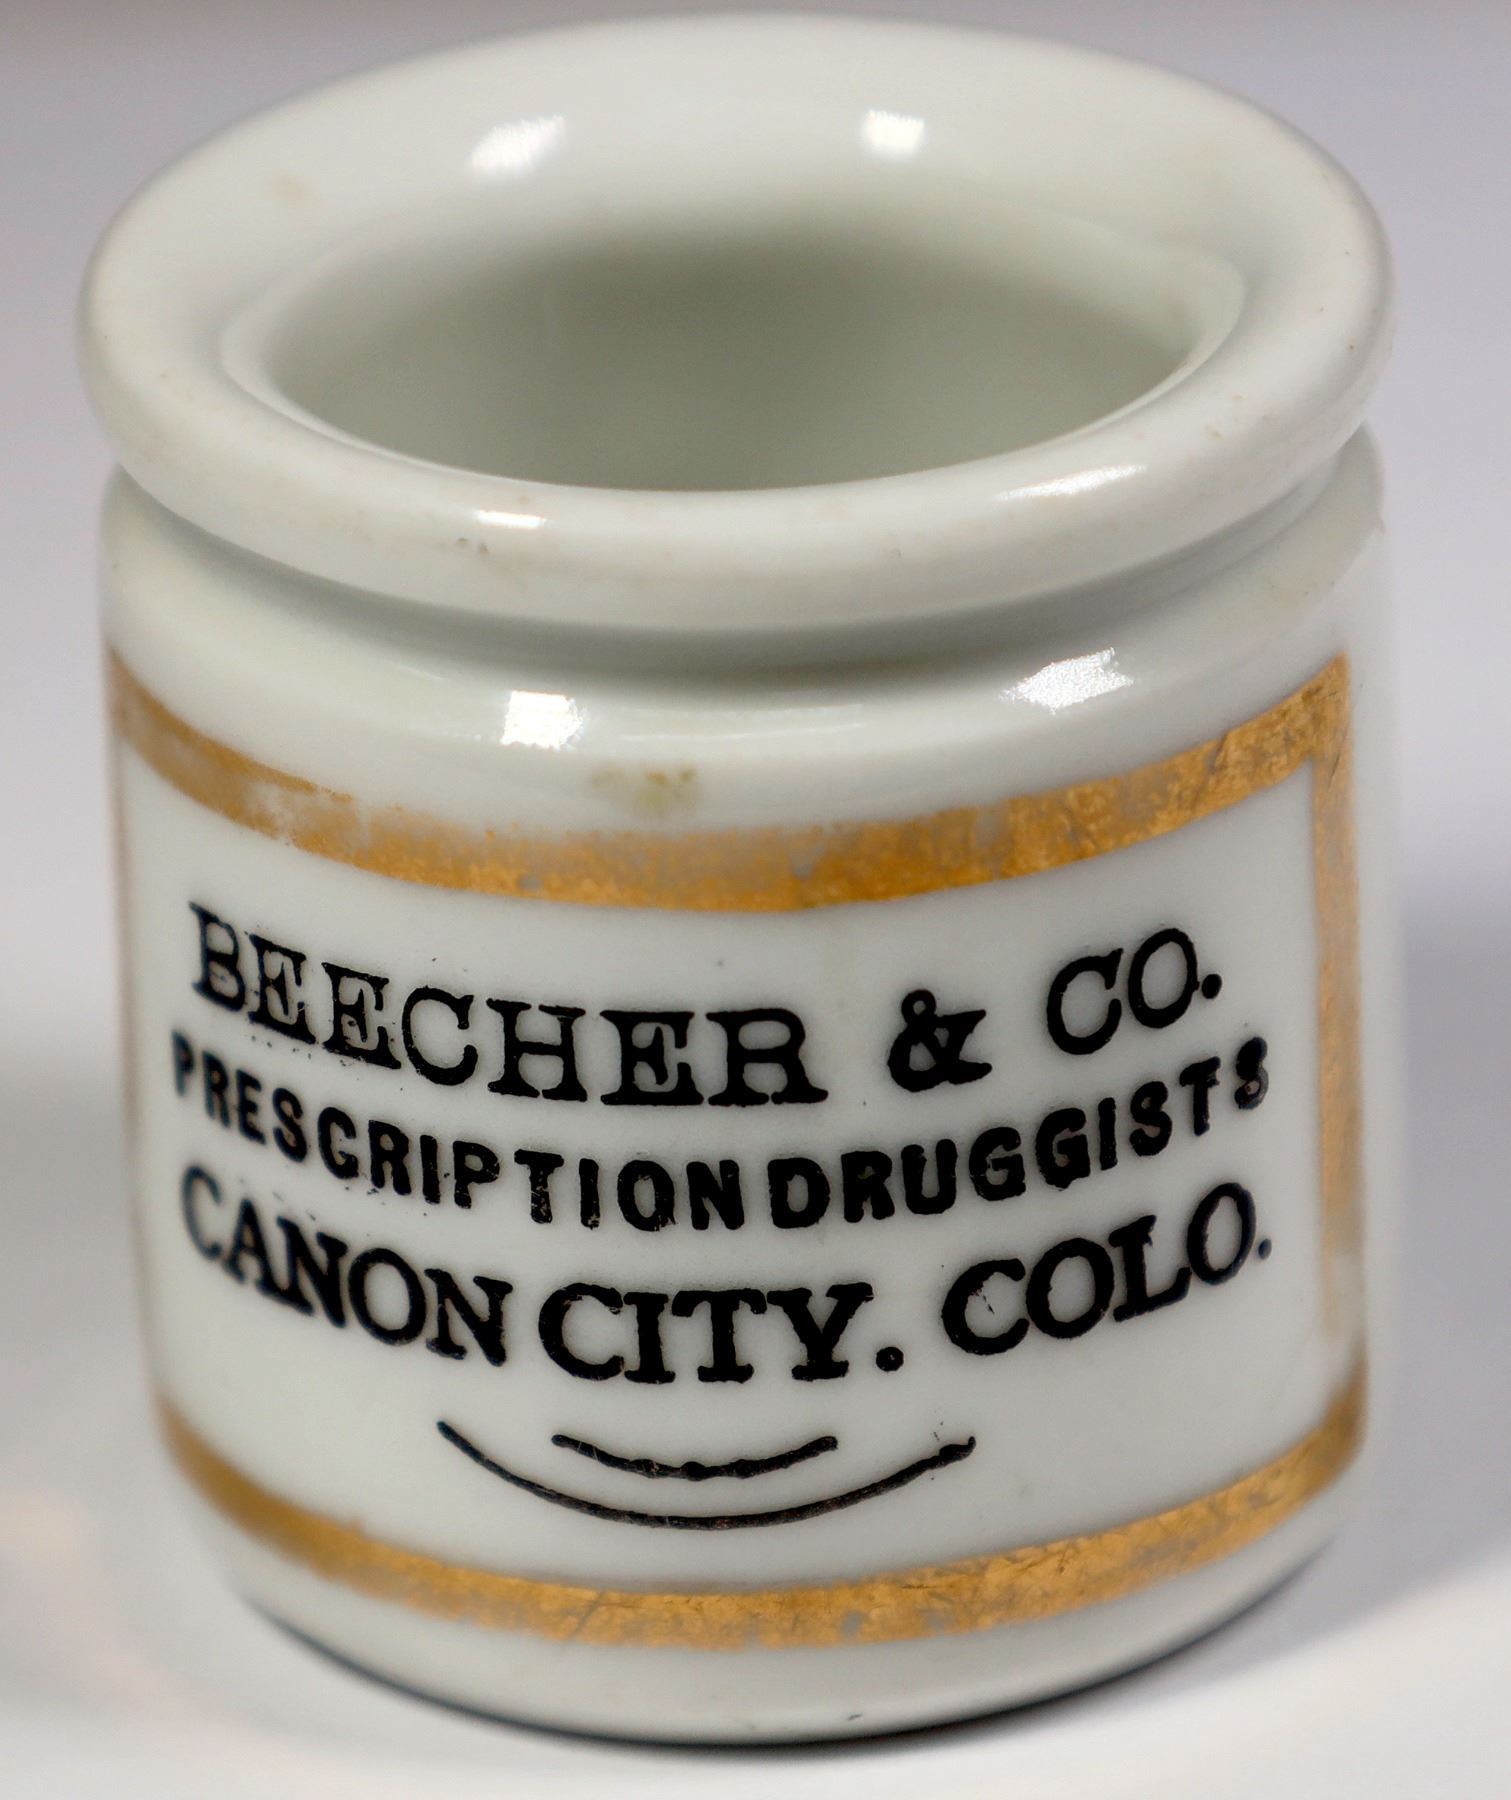 BEECHER & CO.
PRESCRIPTION DRUGGISTS
CANON CITY. COLO.